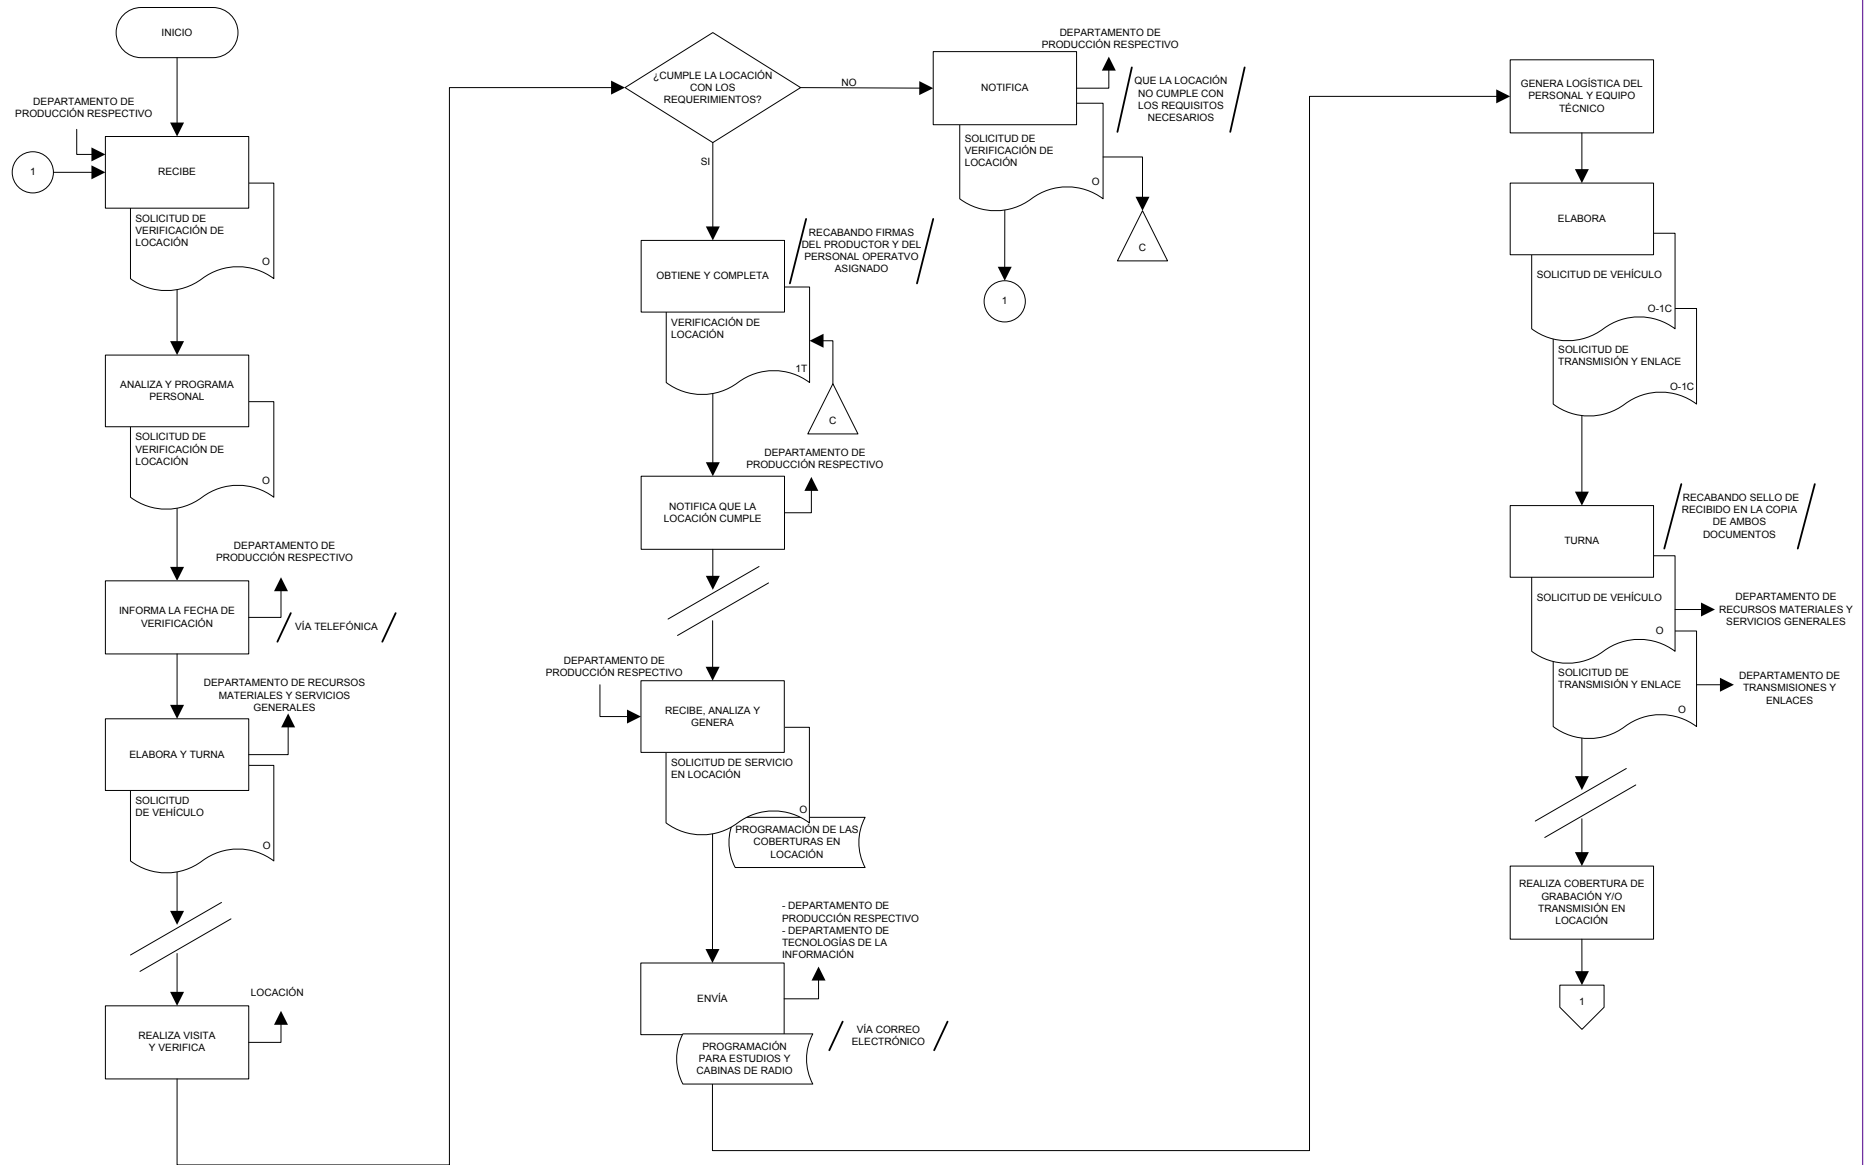 INICIO
DEPARTAMENTO DE
PRODUCCIÓN RESPECTIVO
1
RECIBE
SOLICITUD DE
VERIFICACIÓN DE
LOCACIÓN
O
ANALIZA Y PROGRAMA
PERSONAL
SOLICITUD DE
VERIFICACIÓN DE
LOCACIÓN
O
DEPARTAMENTO DE
PRODUCCIÓN RESPECTIVO
INFORMA LA FECHA DE
VERIFICACIÓN
VÍA TELEFÓNICA
DEPARTAMENTO DE RECURSOS
MATERIALES Y SERVICIOS
GENERALES
ELABORA Y TURNA
SOLICITUD
DE VEHÍCULO
O
LOCACIÓN
REALIZA VISITA
Y VERIFICA
¿CUMPLE LA LOCACIÓN
CON LOS
REQUERIMIENTOS?
NO
SI
DEPARTAMENTO DE
PRODUCCIÓN RESPECTIVO
NOTIFICA
QUE LA LOCACIÓN
NO CUMPLE CON
LOS REQUISITOS
NECESARIOS
SOLICITUD DE
VERIFICACIÓN DE
LOCACIÓN
O
C
1
RECABANDO FIRMAS
DEL PRODUCTOR Y DEL
PERSONAL OPERATVO
ASIGNADO
OBTIENE Y COMPLETA
VERIFICACIÓN DE
LOCACIÓN
1T
C
DEPARTAMENTO DE
PRODUCCIÓN RESPECTIVO
NOTIFICA QUE LA
LOCACIÓN CUMPLE
DEPARTAMENTO DE
PRODUCCIÓN RESPECTIVO
RECIBE, ANALIZA Y
GENERA
SOLICITUD DE SERVICIO
EN LOCACIÓN
O
PROGRAMACIÓN DE LAS
COBERTURAS EN
LOCACIÓN
- DEPARTAMENTO DE
PRODUCCIÓN RESPECTIVO
- DEPARTAMENTO DE
TECNOLOGÍAS DE LA
INFORMACIÓN
ENVÍA
VÍA CORREO
ELECTRÓNICO
PROGRAMACIÓN
PARA ESTUDIOS Y
CABINAS DE RADIO
GENERA LOGÍSTICA DEL
PERSONAL Y EQUIPO
TÉCNICO
ELABORA
SOLICITUD DE VEHÍCULO
O-1C
SOLICITUD DE
TRANSMISIÓN Y ENLACE
O-1C
RECABANDO SELLO DE
RECIBIDO EN LA COPIA
DE AMBOS
DOCUMENTOS
TURNA
SOLICITUD DE VEHÍCULO
O
DEPARTAMENTO DE
RECURSOS MATERIALES Y
SERVICIOS GENERALES
SOLICITUD DE
TRANSMISIÓN Y ENLACE
O
DEPARTAMENTO DE
TRANSMISIONES Y
ENLACES
REALIZA COBERTURA DE
GRABACIÓN Y/O
TRANSMISIÓN EN
LOCACIÓN
1